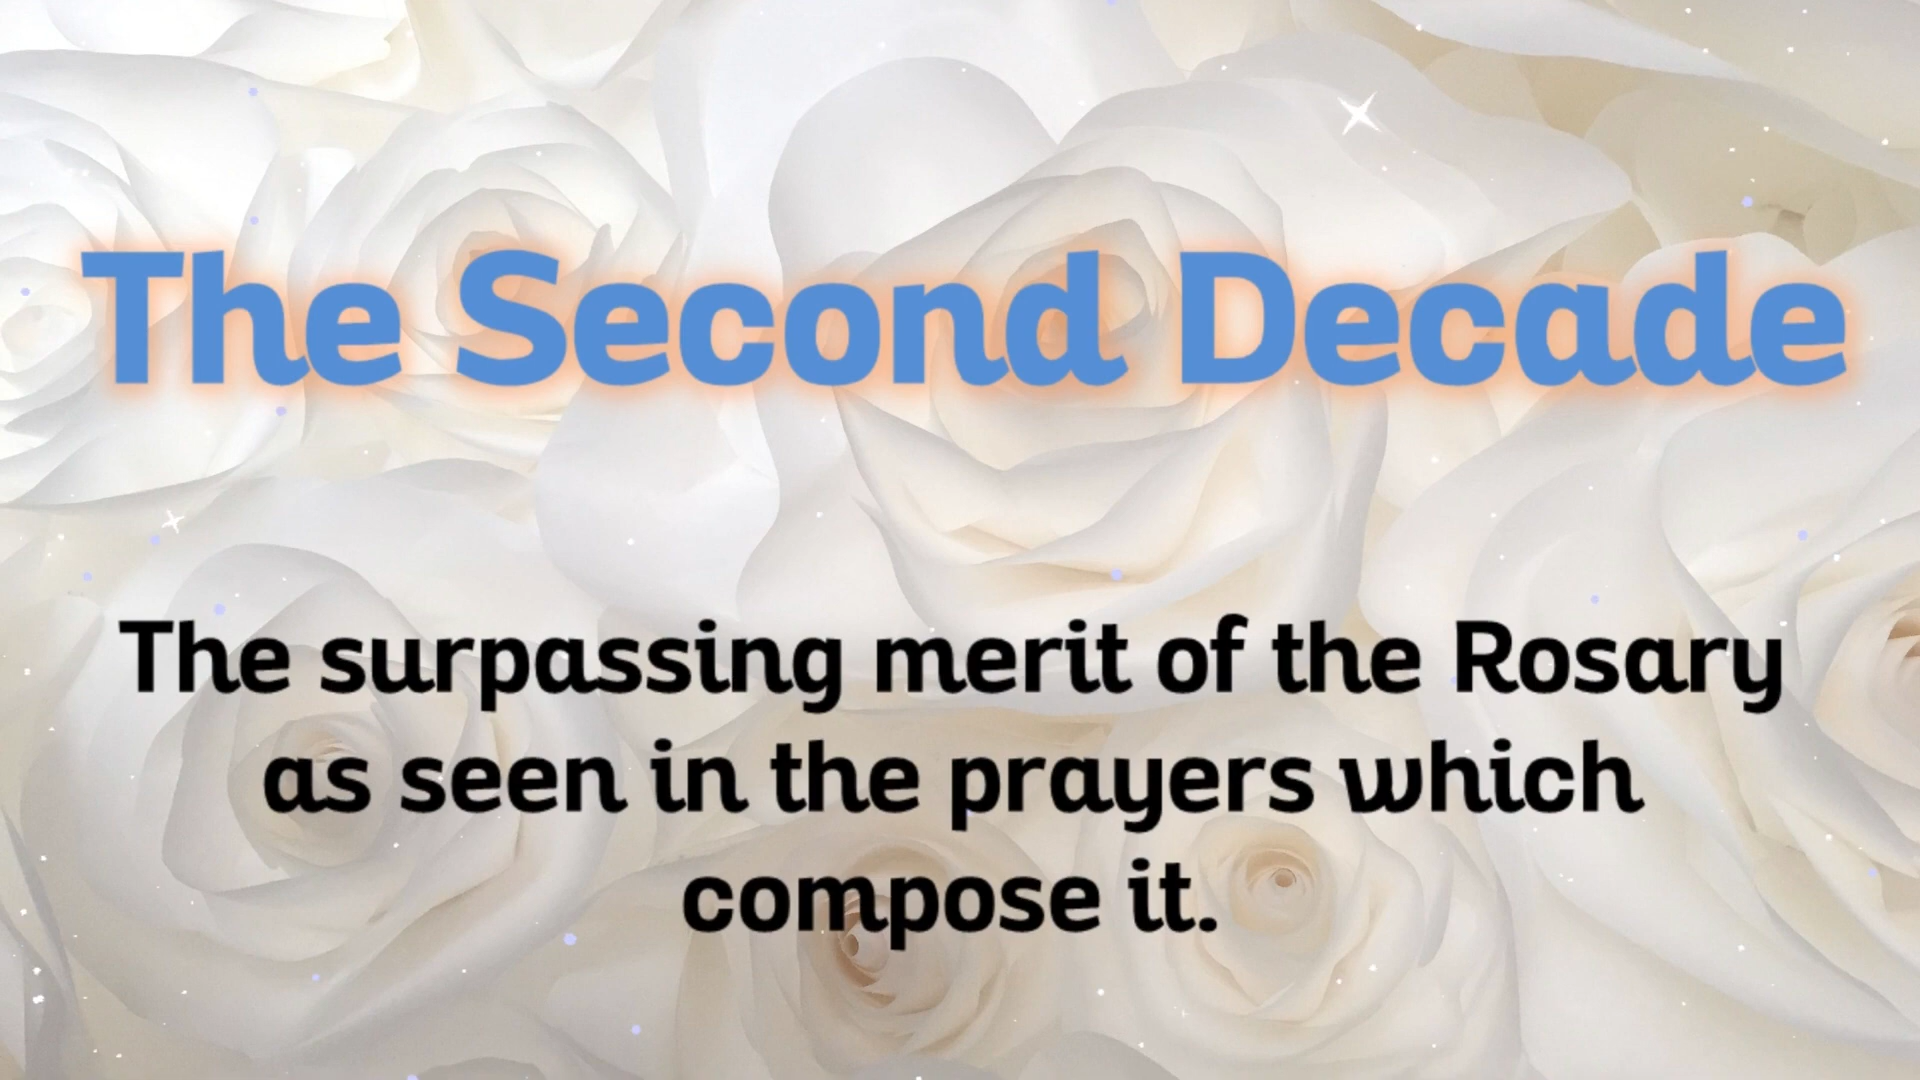 The Second Decade
The surpassing merit of the Rosary
as seen in the prayers which
compose it.